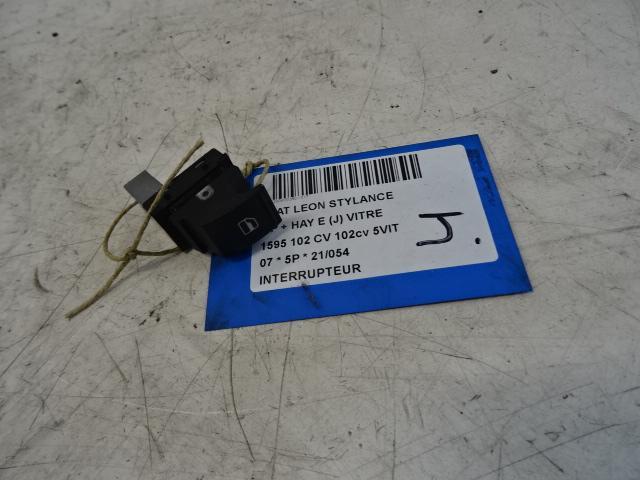 AT LEON STYLANCE
+ HAY E (J) VITRE
1595 102 CV 102cv 5VIT
07 * 5P * 21/054
INTERRUPTEUR
J